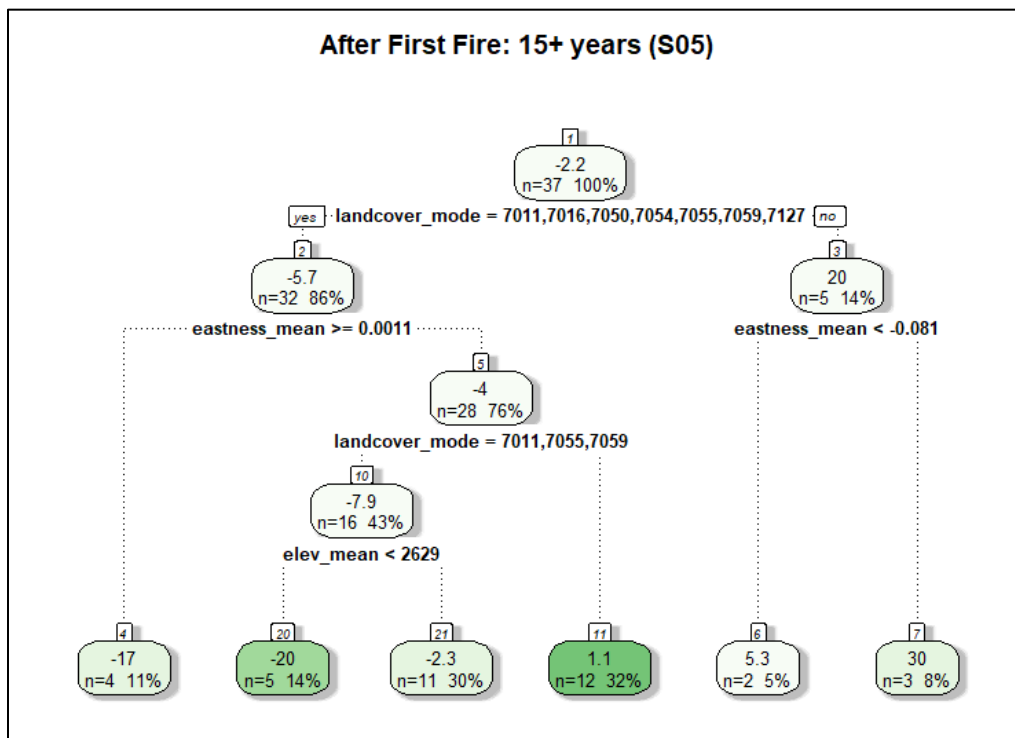 After First Fire: 15+ years (S05)
1
-2.2
n=37 100%
yes landcover_mode = 7011,7016,7050,7054,7055,7059,7127 no
2
-5.7
n=32 86%
3
20
n=5 14%
eastness_mean >= 0.0011
eastness_mean < -0.081
5
-4
n=28 76%
landcover_mode = 7011,7055,7059
10
-7.9
n=16 43%
elev_mean < 2629
4
-17
n=4 11%
20
-20
n=5 14%
21
-2.3
n=11 30%
11
1.1
n=12 32%
6
5.3
n=2 5%
7
30
n=3 8%